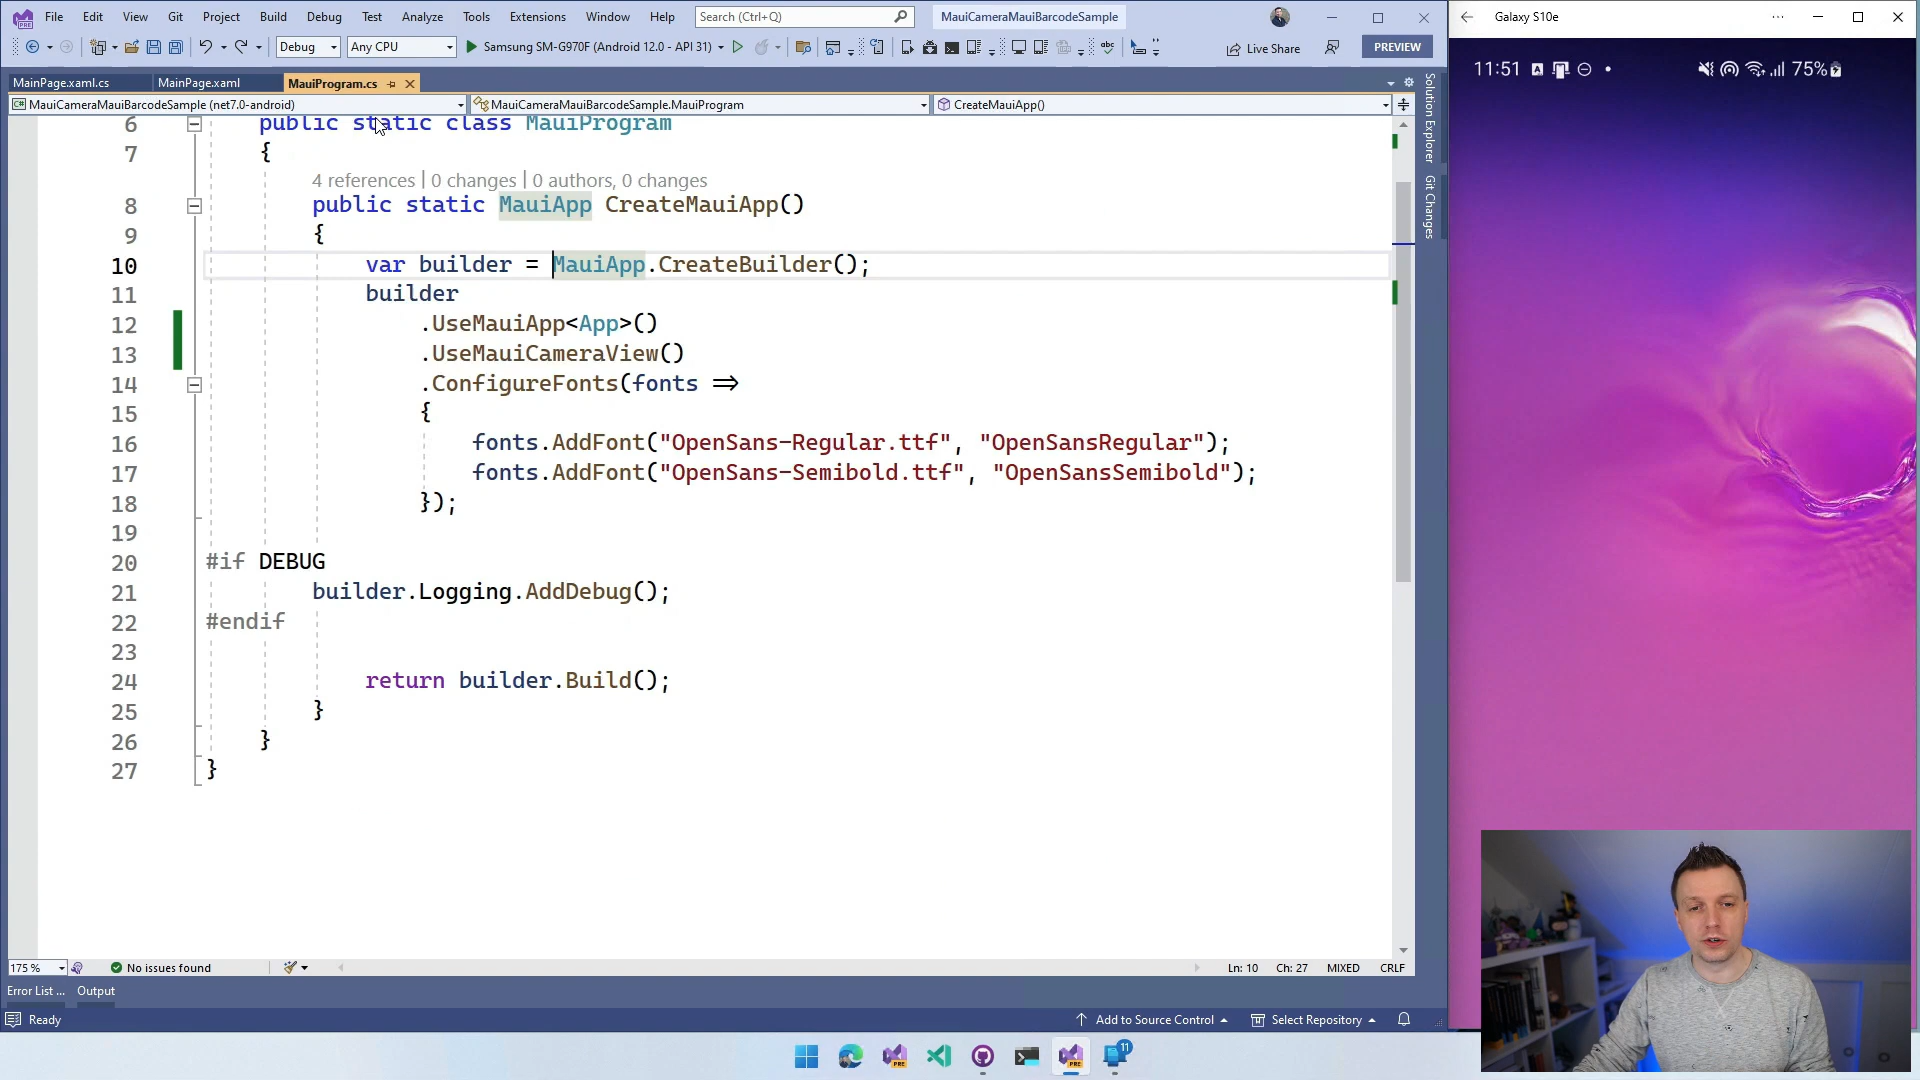 File Edit View Git Project Build Debug Test Analyze Tools Extensions Window Help Search (Ctrl+Q) MauiCameraMauiBarcodeSample
Debug Any CPU Samsung SM-G970F (Android 12.0 - API 31) Live Share PREVIEW
MainPage.xaml.cs MainPage.xaml MauiProgram.cs
MauiCameraMauiBarcodeSample (net7.0-android) MauiCameraMauiBarcodeSample.MauiProgram CreateMauiApp()
6 public static class MauiProgram
7 {
4 references | 0 changes | 0 authors, 0 changes
8 public static MauiApp CreateMauiApp()
9 {
10 var builder = MauiApp.CreateBuilder();
11 builder
12 .UseMauiApp<App>()
13 .UseMauiCameraView()
14 .ConfigureFonts(fonts =>
15 {
16 fonts.AddFont("OpenSans-Regular.ttf", "OpenSansRegular");
17 fonts.AddFont("OpenSans-Semibold.ttf", "OpenSansSemibold");
18 });
19
20 #if DEBUG
21 builder.Logging.AddDebug();
22 #endif
23
24 return builder.Build();
25 }
26 }
27 }
175 % No issues found Ln: 10 Ch: 27 MIXED CRLF
Error List ... Output
Ready Add to Source Control Select Repository
Solution Explorer
Git Changes
Galaxy S10e
11:51 75%
PRE
PRE
11